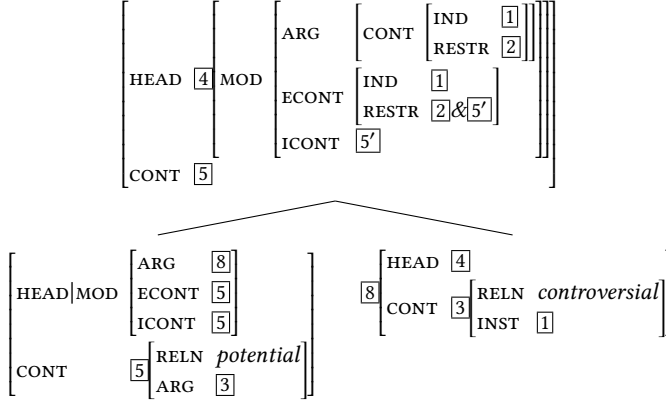 ARG CONT IND 1
RESTR 2
HEAD 4 MOD
ECONT IND 1
RESTR 2&5′
ICONT 5′
CONT 5
HEAD|MOD ARG 8
ECONT 5
ICONT 5
CONT 5 RELN potential
ARG 3
8 HEAD 4
CONT 3 RELN controversial
INST 1